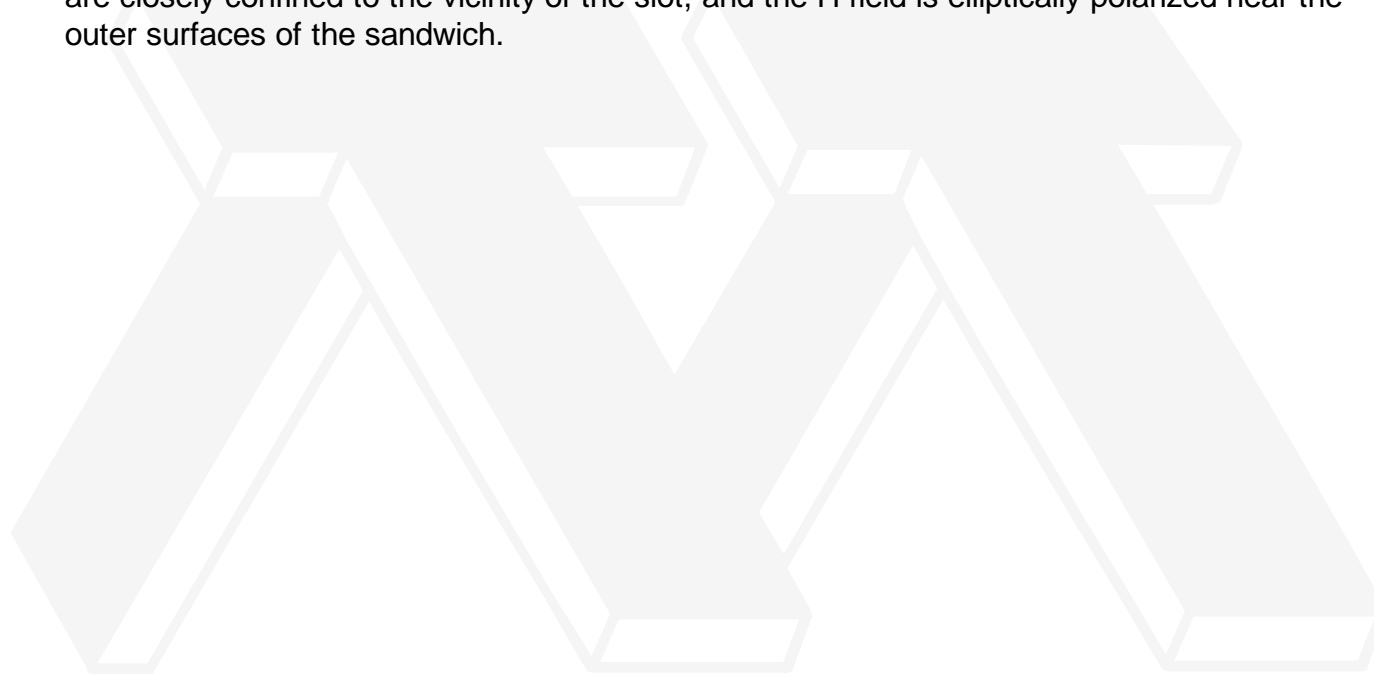 are closely confined to the vicinity of the slot, and the H field is elliptically polarized near the
outer surfaces of the sandwich.